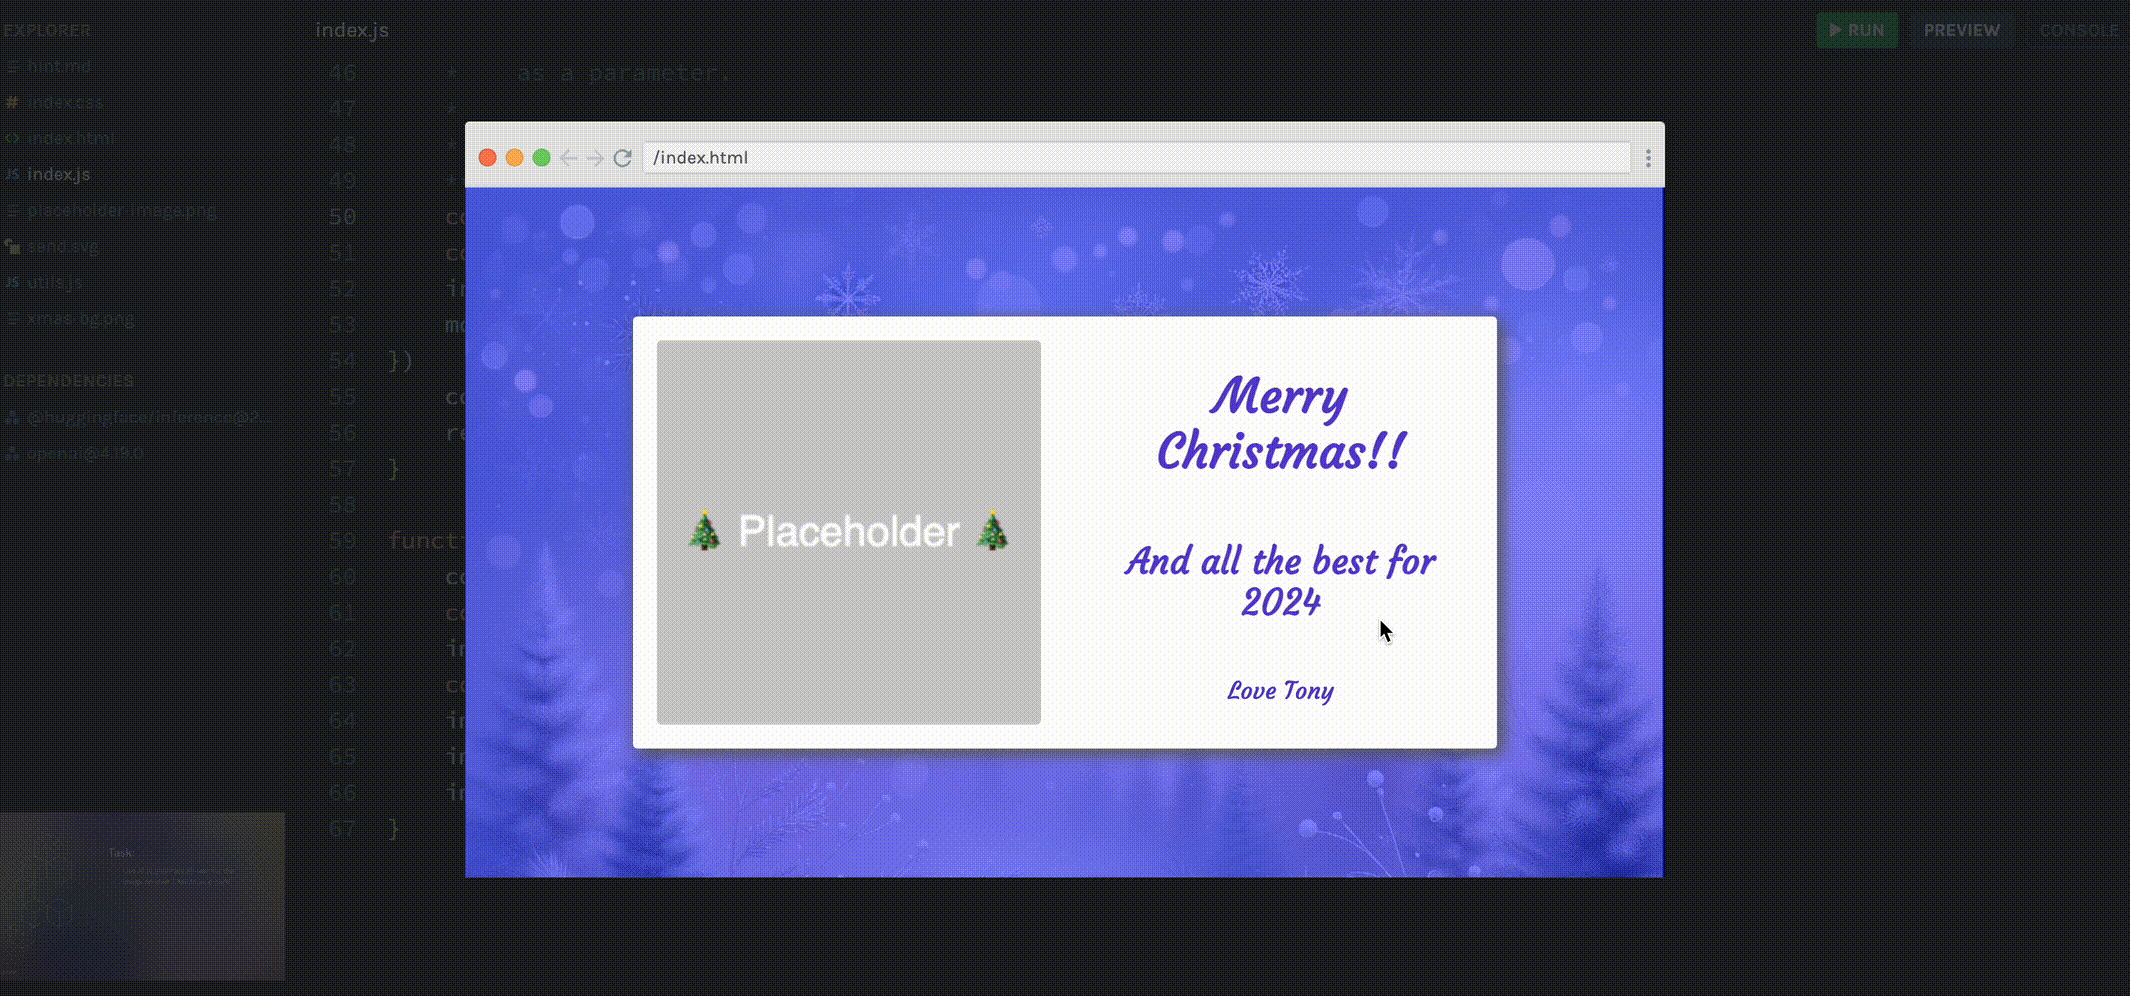 EXPLORER
hint.md
index.css
index.html
index.js
placeholder-image.png
send.svg
utils.js
xmas-bg.png
DEPENDENCIES
@huggingface/inference@2...
openai@4.19.0
index.js
RUN
PREVIEW
CONSOLE
46 * as a parameter.
47 *
48 *
49 *
50 co
51 co
52 in
53 mo
54 })
55 co
56 re
57 }
58
59 funct
60 co
61 co
62 in
63 co
64 in
65 in
66 in
67 }
/index.html
🎄 Placeholder 🎄
Merry
Christmas!!
And all the best for
2024
Love Tony
Task: